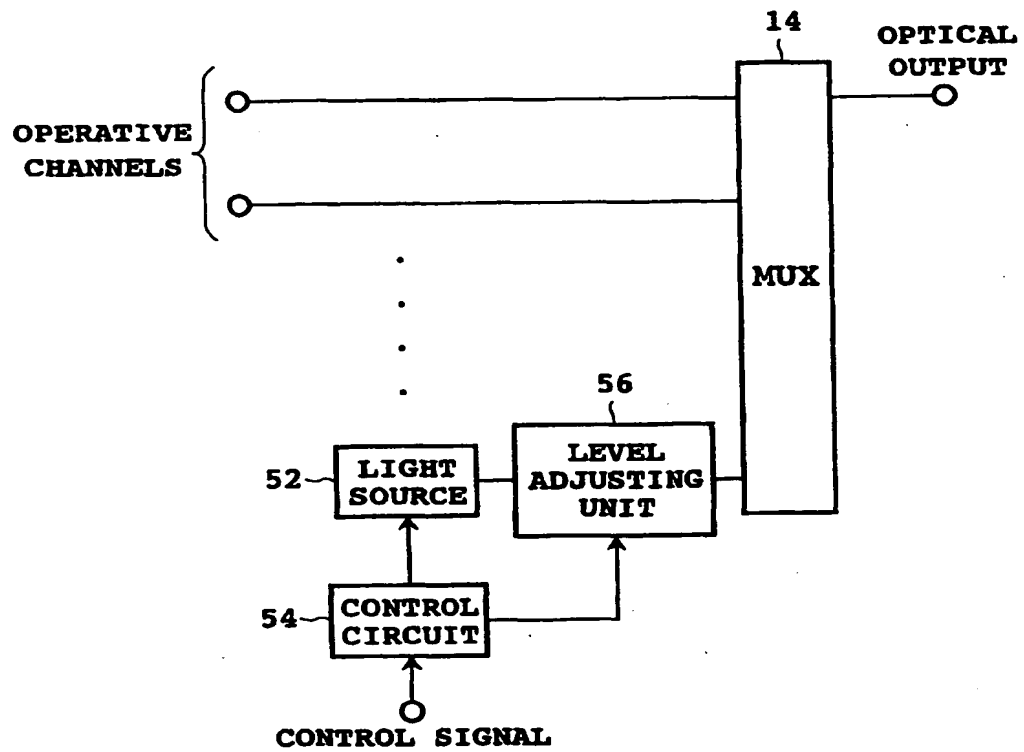 14
OPTICAL
OUTPUT
OPERATIVE
CHANNELS
MUX
56
52
LIGHT
SOURCE
LEVEL
ADJUSTING
UNIT
54
CONTROL
CIRCUIT
CONTROL SIGNAL